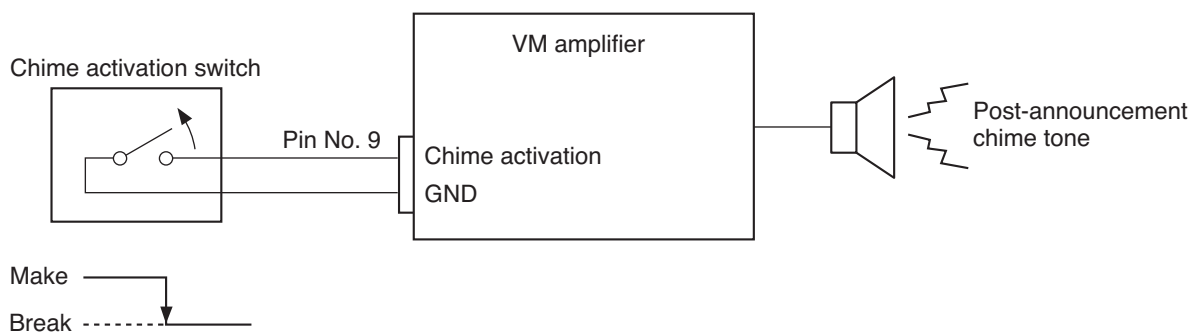 VM amplifier
Chime activation switch
Pin No. 9
Chime activation
GND
Post-announcement
chime tone
Make
Break